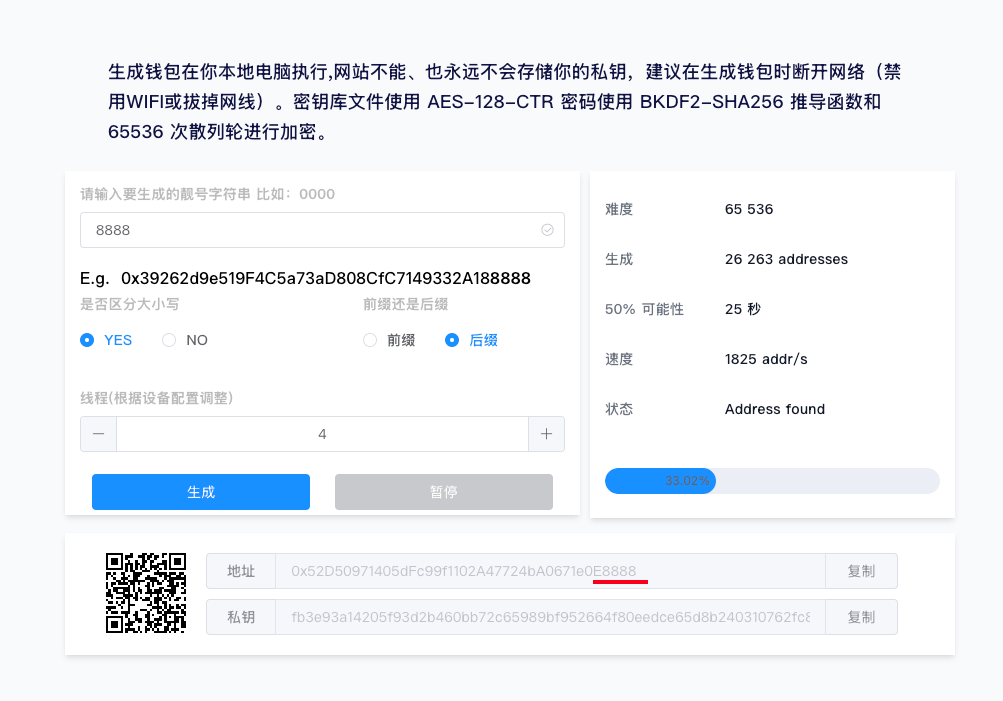 生成钱包在你本地电脑执行,网站不能、也永远不会存储你的私钥，建议在生成钱包时断开网络（禁
用WIFI或拔掉网线）。密钥库文件使用 AES-128-CTR 密码使用 BKDF2-SHA256 推导函数和
65536 次散列轮进行加密。
请输入要生成的靓号字符串 比如：0000
8888
E.g. 0x39262d9e519F4C5a73aD808CfC7149332A188888
是否区分大小写 前缀还是后缀
YES NO 前缀 后缀
线程(根据设备配置调整)
— 4 +
生成 暂停
难度 65 536
生成 26 263 addresses
50% 可能性 25 秒
速度 1825 addr/s
状态 Address found
33.02%
地址 0x52D50971405dFc99f1102A47724bA0671e0E8888 复制
私钥 fb3e93a14205f93d2b460bb72c65989bf952664f80eedce65d8b240310762fc8 复制